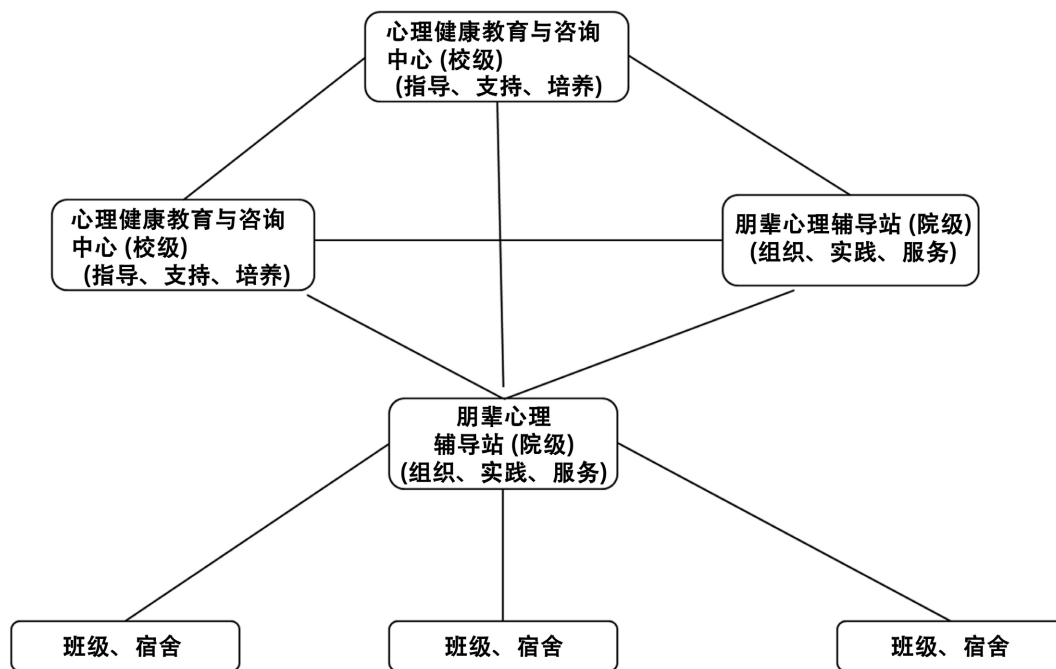 心理健康教育与咨询
中心 (校级)
(指导、支持、培养)
心理健康教育与咨询
中心 (校级)
(指导、支持、培养)
朋辈心理辅导站 (院级)
(组织、实践、服务)
朋辈心理
辅导站 (院级)
(组织、实践、服务)
班级、宿舍
班级、宿舍
班级、宿舍